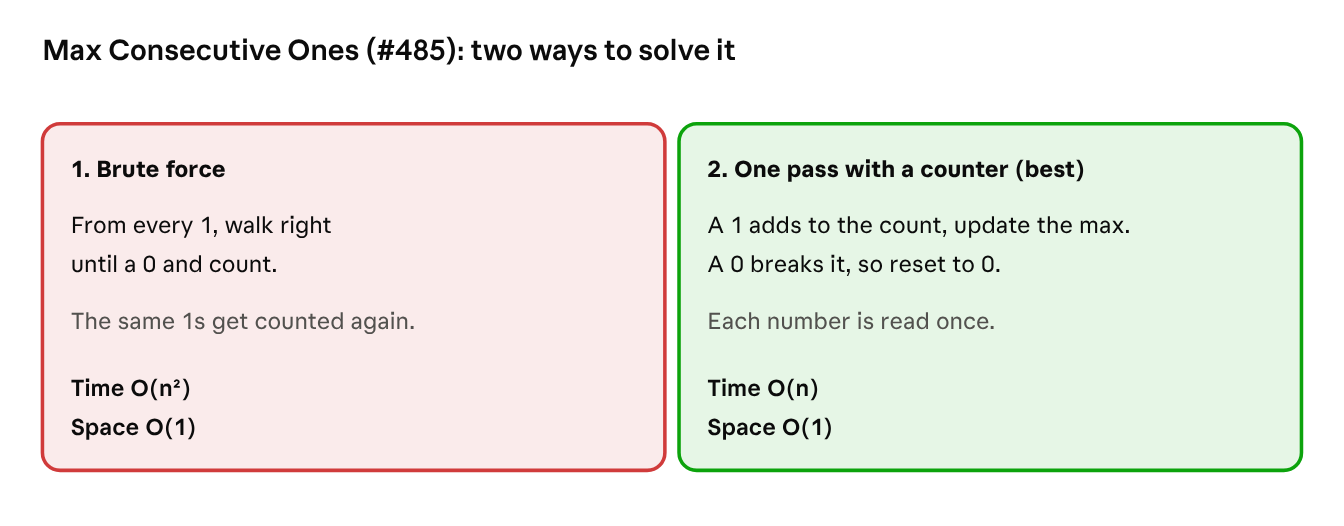 Max Consecutive Ones (#485): two ways to solve it
1. Brute force
From every 1, walk right
until a 0 and count.
The same 1s get counted again.
Time O(n²)
Space O(1)
2. One pass with a counter (best)
A 1 adds to the count, update the max.
A 0 breaks it, so reset to 0.
Each number is read once.
Time O(n)
Space O(1)